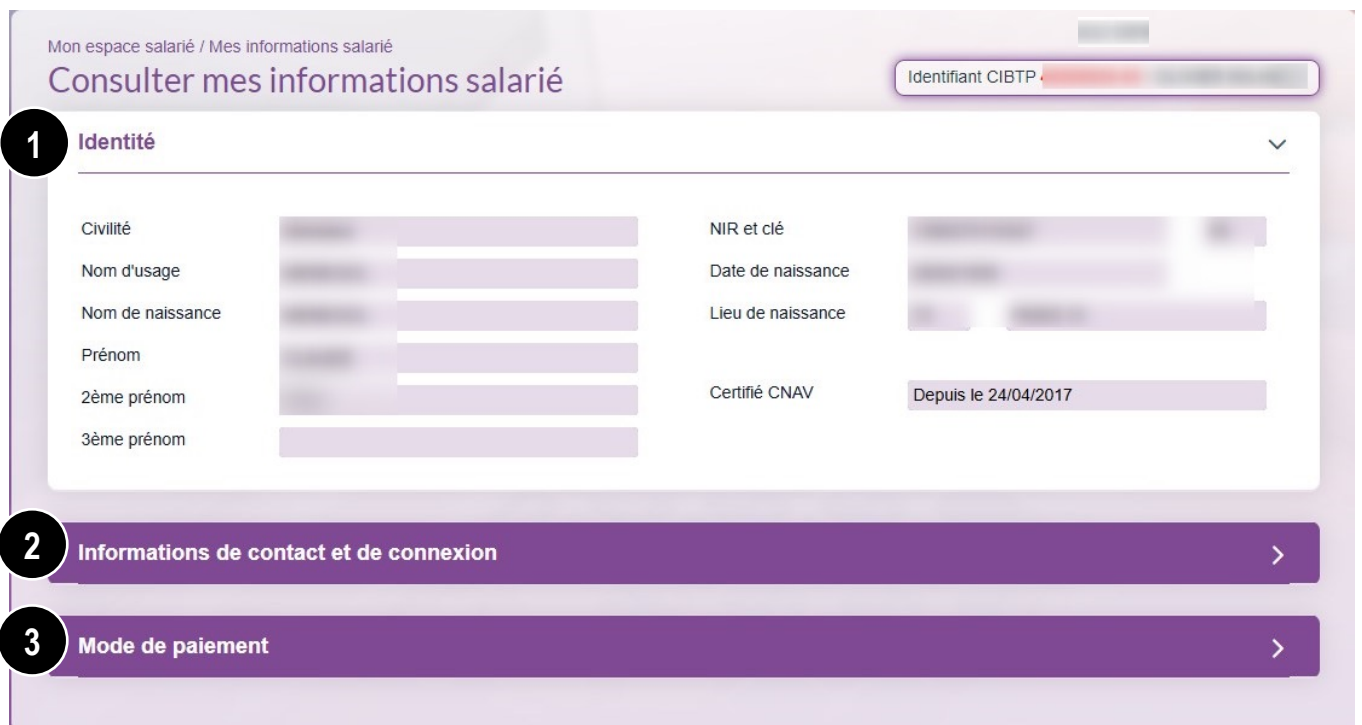 Mon espace salarié / Mes informations salarié
Consulter mes informations salarié
Identifiant CIBTP
1
Identité
Civilité
Nom d'usage
Nom de naissance
Prénom
2ème prénom
3ème prénom
NIR et clé
Date de naissance
Lieu de naissance
Certifié CNAV
Depuis le 24/04/2017
2
Informations de contact et de connexion
3
Mode de paiement